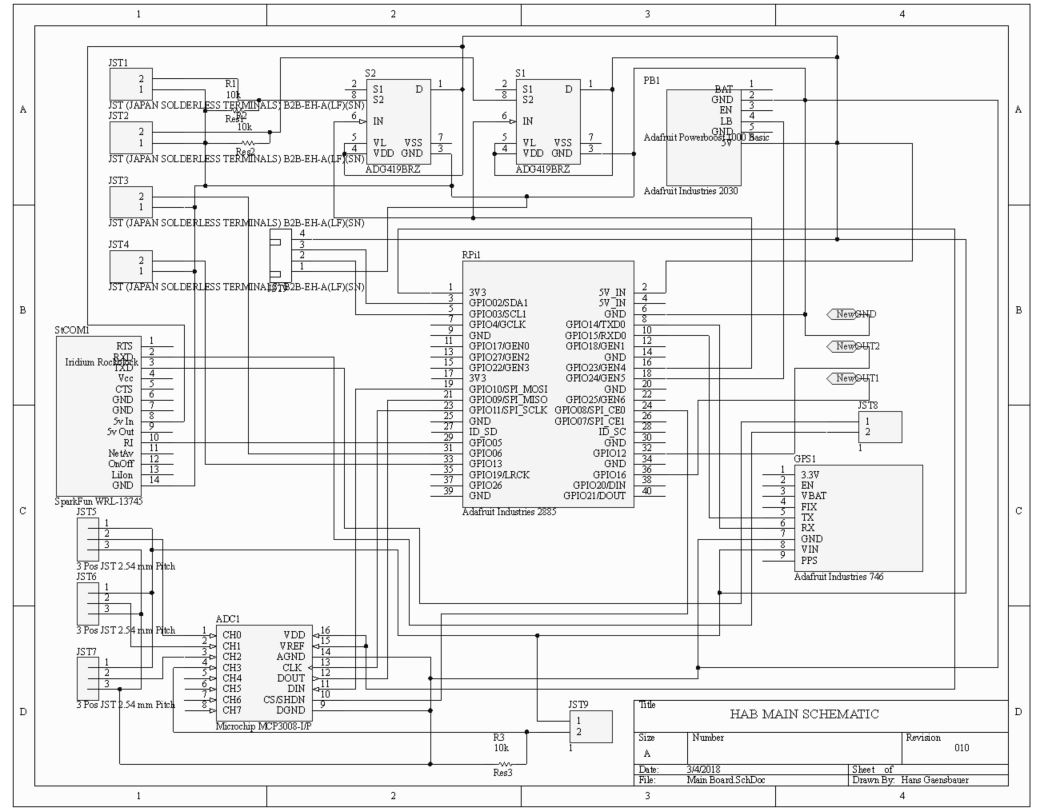 1 2 3 4
A
B
C
D
JST1
2
1
JST (JAPAN SOLDERLESS TERMINALS) B2B-EH-A(LF)(SN)
R1
10k
Res1
JST2
2
1
JST (JAPAN SOLDERLESS TERMINALS) B2B-EH-A(LF)(SN)
R2
10k
Res2
JST3
2
1
JST (JAPAN SOLDERLESS TERMINALS) B2B-EH-A(LF)(SN)
JST4
2
1
JST (JAPAN SOLDERLESS TERMINALS) B2B-EH-A(LF)(SN)
4
3
2
1
S2
2 S1 D 1
8 S2
6 IN
5 VL VSS 7
4 VDD GND 3
ADG419BRZ
S1
2 S1 D 1
8 S2
6 IN
5 VL VSS 7
4 VDD GND 3
ADG419BRZ
PB1
BAT 1
GND 2
EN 3
LB 4
GND 5
5V
Adafruit Powerboost 1000 Basic
Adafruit Industries 2030
RPi1
1 3V3 5V_IN 2
3 GPIO02/SDA1 5V_IN 4
5 GPIO03/SCL1 GND 6
7 GPIO4/GCLK GPIO14/TXD0 8
9 GND GPIO15/RXD0 10
11 GPIO17/GEN0 GPIO18/GEN1 12
13 GPIO27/GEN2 GND 14
15 GPIO22/GEN3 GPIO23/GEN4 16
17 3V3 GPIO24/GEN5 18
19 GPIO10/SPI_MOSI GND 20
21 GPIO09/SPI_MISO GPIO25/GEN6 22
23 GPIO11/SPI_SCLK GPIO08/SPI_CE0 24
25 GND GPIO07/SPI_CE1 26
27 ID_SD ID_SC 28
29 GPIO05 GND 30
31 GPIO06 GPIO12 32
33 GPIO13 GND 34
35 GPIO19/LRCK GPIO16 36
37 GPIO26 GPIO20/DIN 38
39 GND GPIO21/DOUT 40
Adafruit Industries 2885
NewGND
NewOUT2
NewOUT1
JST8
1
2
1
GPS1
1 3.3V
2 EN
3 VBAT
4 FIX
5 TX
6 RX
7 GND
8 VIN
9 PPS
Adafruit Industries 746
StCOM1
Iridium Rockblock
RTS 1
RXD 2
TXD 3
Vcc 4
CTS 5
GND 6
GND 7
5v In 8
5v Out 9
RI 10
NetAv 11
OnOff 12
LiIon 13
GND 14
SparkFun WRL-13745
JST5
1
2
3
3 Pos JST 2.54 mm Pitch
JST6
1
2
3
3 Pos JST 2.54 mm Pitch
JST7
1
2
3
3 Pos JST 2.54 mm Pitch
ADC1
1 CH0 VDD 16
2 CH1 VREF 15
3 CH2 AGND 14
4 CH3 CLK 13
5 CH4 DOUT 12
6 CH5 DIN 11
7 CH6 CS/SHDN 10
8 CH7 DGND 9
Microchip MCP3008-I/P
R3
10k
Res3
JST9
1
2
1
Title
HAB MAIN SCHEMATIC
Size
A
Number
Revision
010
Date: 3/4/2018 Sheet of
File: Main Board.SchDoc Drawn By: Hans Gaensbauer
A
B
C
D
1 2 3 4